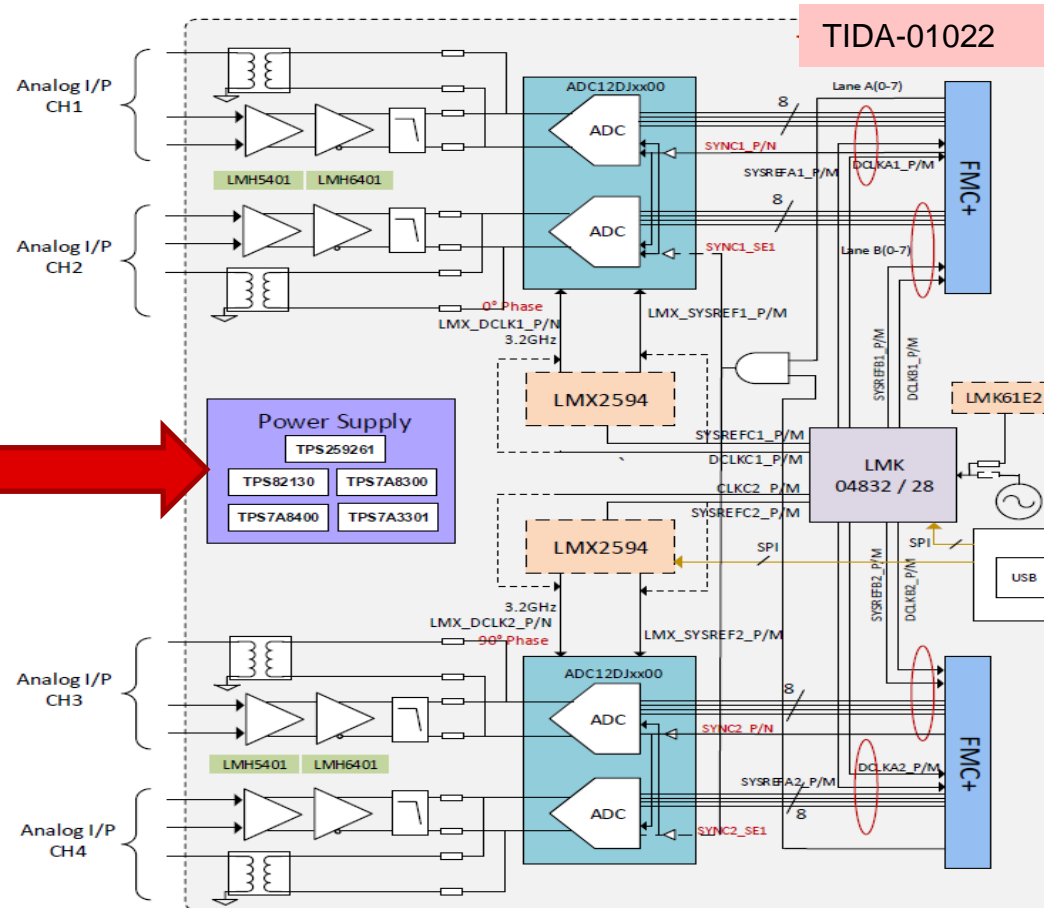 TIDA-01022
Analog I/P
CH1
LMH5401
LMH6401
ADC12DJxx00
ADC
8
Lane A(0-7)
SYNC1_P/N
SYSREFA1_P/M
DCLKA1_P/M
FMC+
Analog I/P
CH2
ADC
8
SYNC1_SE1
Lane B(0-7)
0° Phase
LMX_DCLK1_P/N
3.2GHz
LMX_SYSREF1_P/M
SYSREFB1_P/M
DCLKB1_P/M
LMX2594
LMK61E2
Power Supply
TPS259261
TPS82130
TPS7A8300
TPS7A8400
TPS7A3301
SYSREFC1_P/M
DCLKC1_P/M
LMK
04832 / 28
CLKC2_P/M
SYSREFC2_P/M
LMX2594
SPI
SPI
USB
SYSREFB2_P/M
DCLKB2_P/M
3.2GHz
LMX_DCLK2_P/N
90° Phase
LMX_SYSREF2_P/M
Analog I/P
CH3
LMH5401
LMH6401
ADC12DJxx00
ADC
8
SYNC2_P/N
SYSREFA2_P/M
DCLKA2_P/M
FMC+
Analog I/P
CH4
ADC
8
SYNC2_SE1